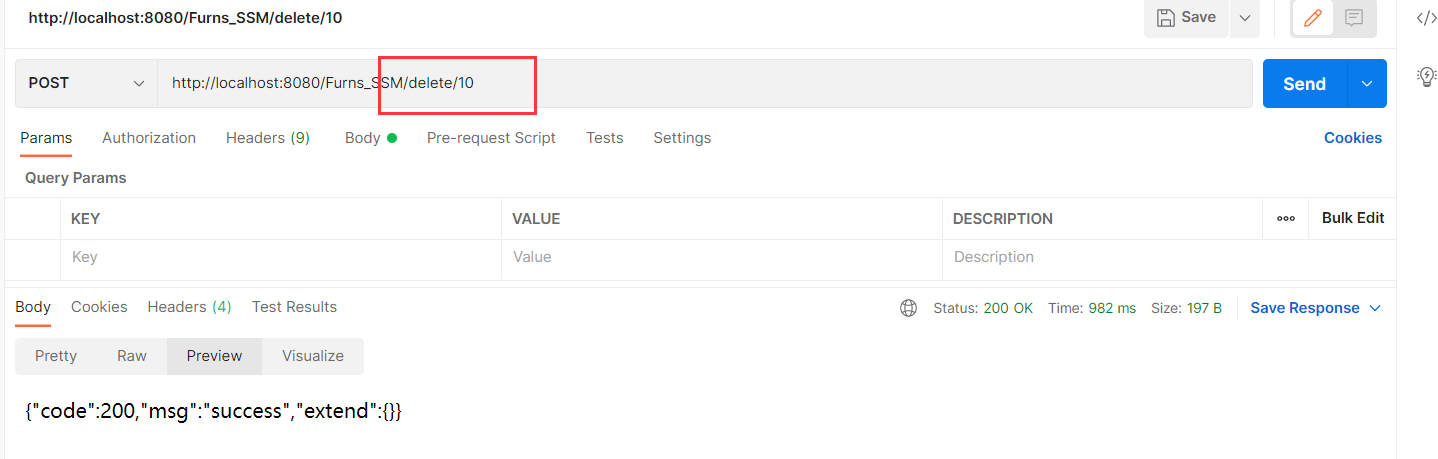 http://localhost:8080/Furns_SSM/delete/10
Save
POST
http://localhost:8080/Furns_SSM/delete/10
Send
Params Authorization Headers (9) Body Pre-request Script Tests Settings Cookies
Query Params
KEY VALUE DESCRIPTION Bulk Edit
Key Value Description
Body Cookies Headers (4) Test Results Status: 200 OK Time: 982 ms Size: 197 B Save Response
Pretty Raw Preview Visualize
{"code":200,"msg":"success","extend":{}}